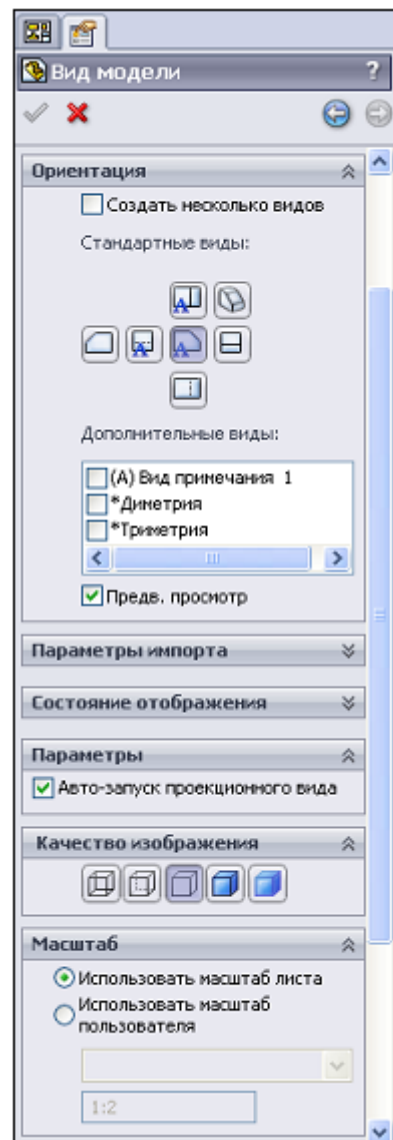 Вид модели ?
Ориентация
Создать несколько видов
Стандартные виды:
A
A A
Дополнительные виды:
(A) Вид примечания 1
*Диметрия
*Триметрия
Предв. просмотр
Параметры импорта
Состояние отображения
Параметры
Авто-запуск проекционного вида
Качество изображения
Масштаб
Использовать масштаб листа
Использовать масштаб
пользователя
1:2